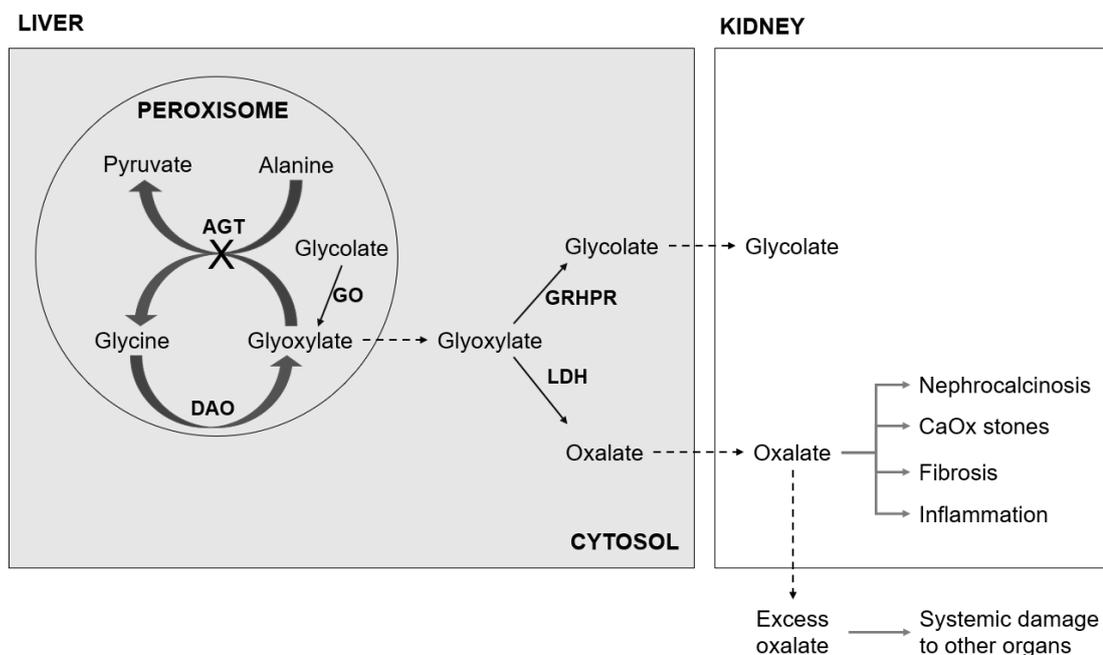 LIVER
KIDNEY
PEROXISOME
Pyruvate
Alanine
AGT
X
Glycolate
GO
Glycine
Glyoxylate
DAO
Glyoxylate
GRHPR
LDH
Glycolate
Oxalate
CYTOSOL
Glycolate
Oxalate
Nephrocalcinosis
CaOx stones
Fibrosis
Inflammation
Excess
oxalate
Systemic damage
to other organs